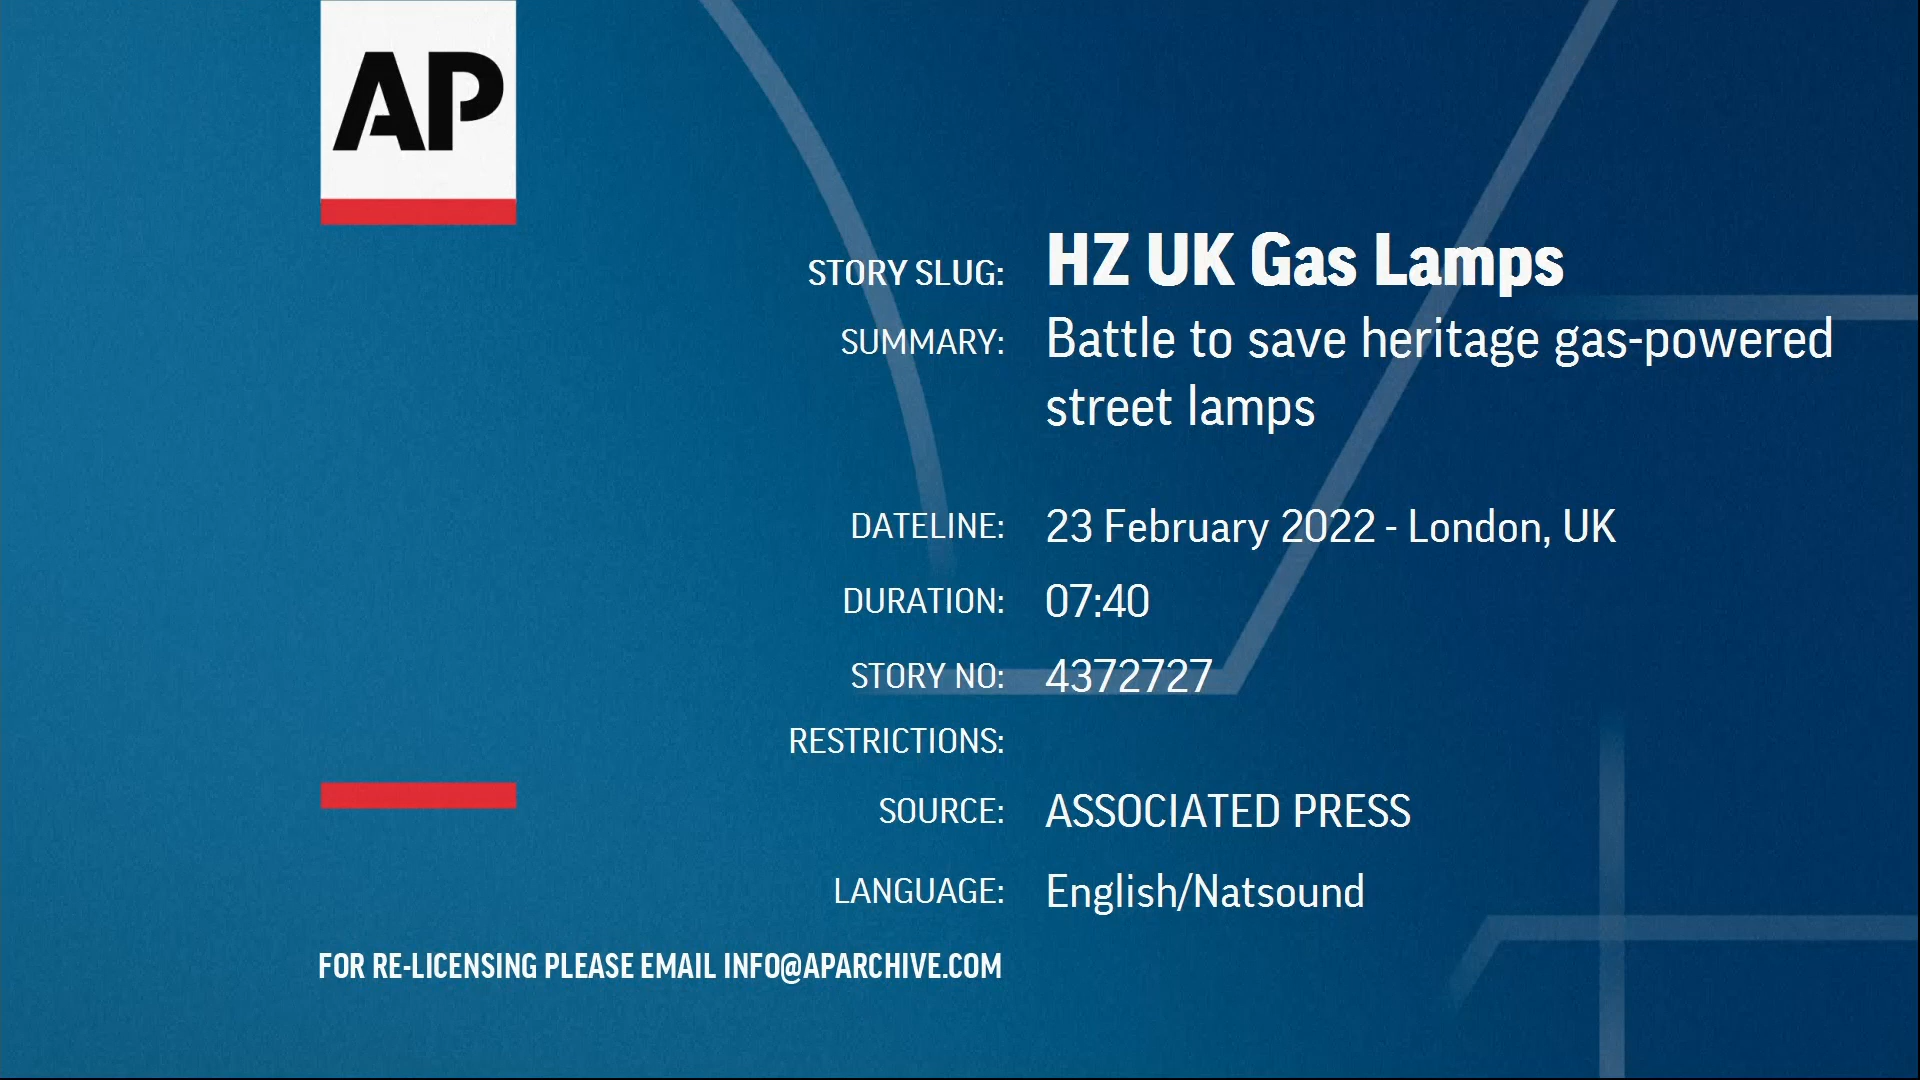 AP
STORY SLUG: HZ UK Gas Lamps
SUMMARY: Battle to save heritage gas-powered
street lamps
DATELINE: 23 February 2022 - London, UK
DURATION: 07:40
STORY NO: 4372727
RESTRICTIONS:
SOURCE: ASSOCIATED PRESS
LANGUAGE: English/Natsound
FOR RE-LICENSING PLEASE EMAIL INFO@APARCHIVE.COM